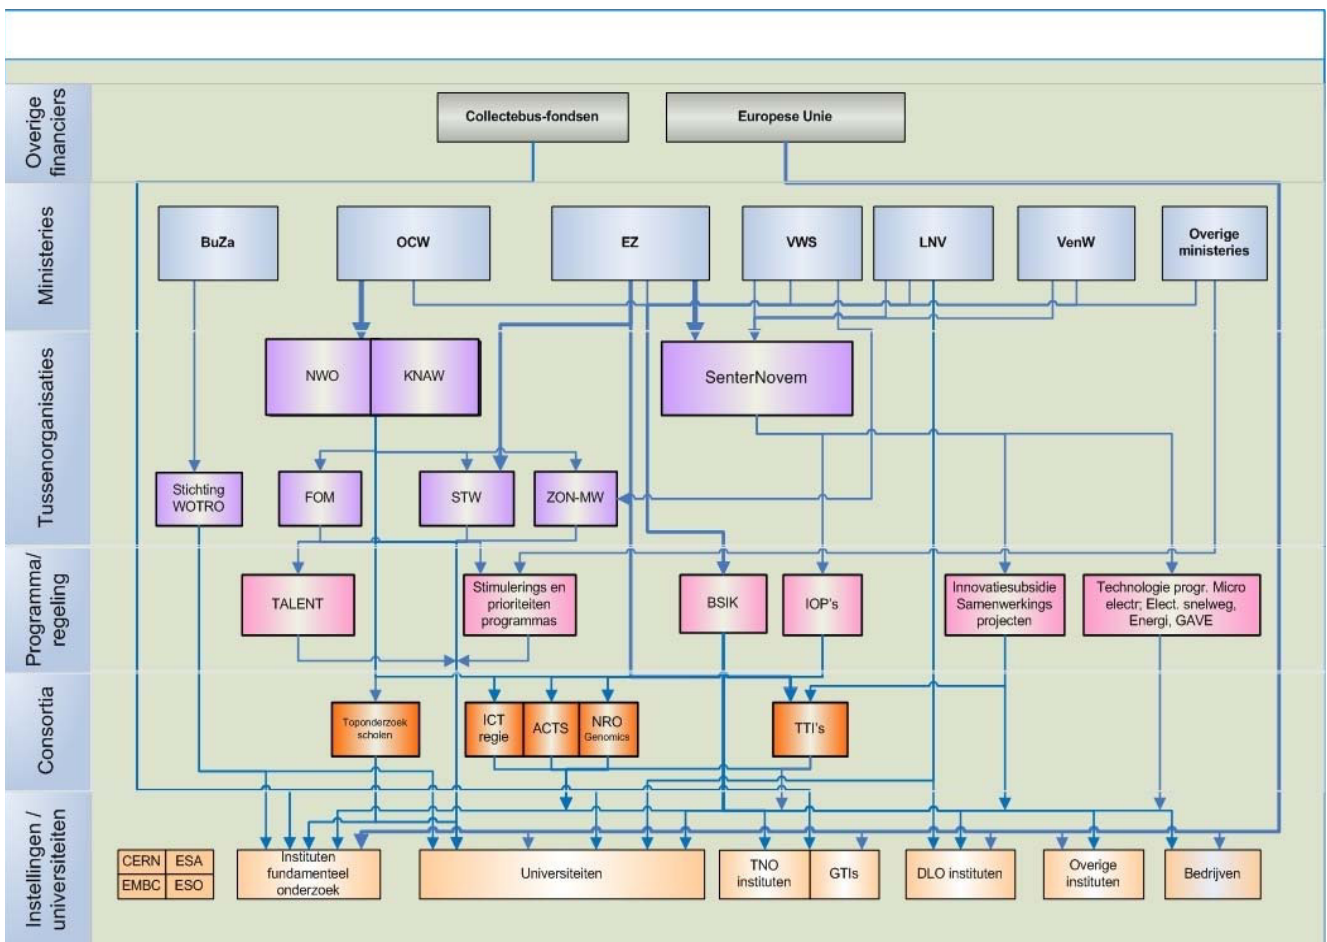 Overige
financiers
Collectebus-fondsen
Europese Unie
Ministeries
BuZa
OCW
EZ
VWS
LNV
VenW
Overige
ministeries
Tussenorganisaties
NWO
KNAW
SenterNovem
Stichting
WOTRO
FOM
STW
ZON-MW
Programma/
regeling
TALENT
Stimulerings en
prioriteiten
programmas
BSIK
IOP's
Innovatiesubsidie
Samenwerkings
projecten
Technologie progr. Micro
electr; Elect. snelweg,
Energi, GAVE
Consortia
Toponderzoek
scholen
ICT
regie
ACTS
NRO
Genomics
TTI's
Instellingen /
universiteiten
CERN
ESA
EMBC
ESO
Instituten
fundamenteel
onderzoek
Universiteiten
TNO
instituten
GTIs
DLO instituten
Overige
instituten
Bedrijven